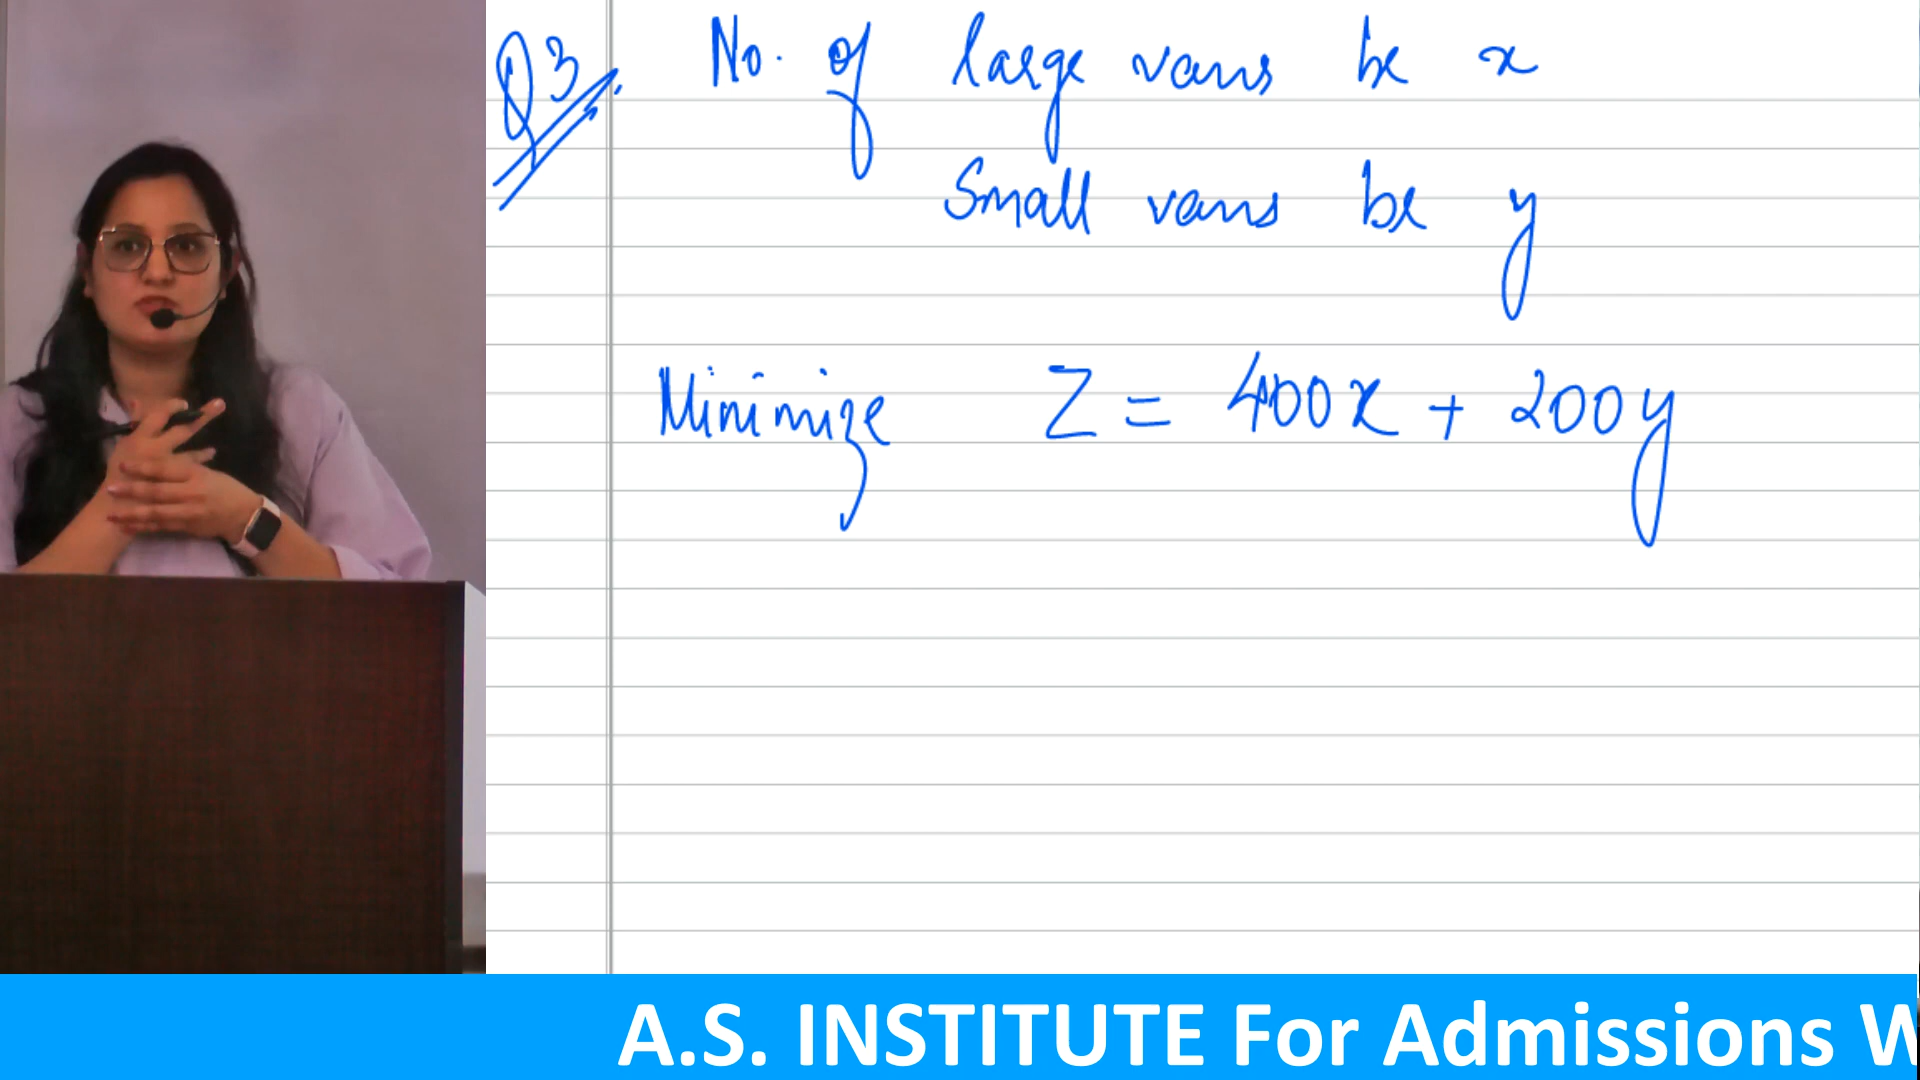 Q3. No. of large vans be x
Small vans be y
Minimize Z = 400x + 200y
A.S. INSTITUTE For Admissions W